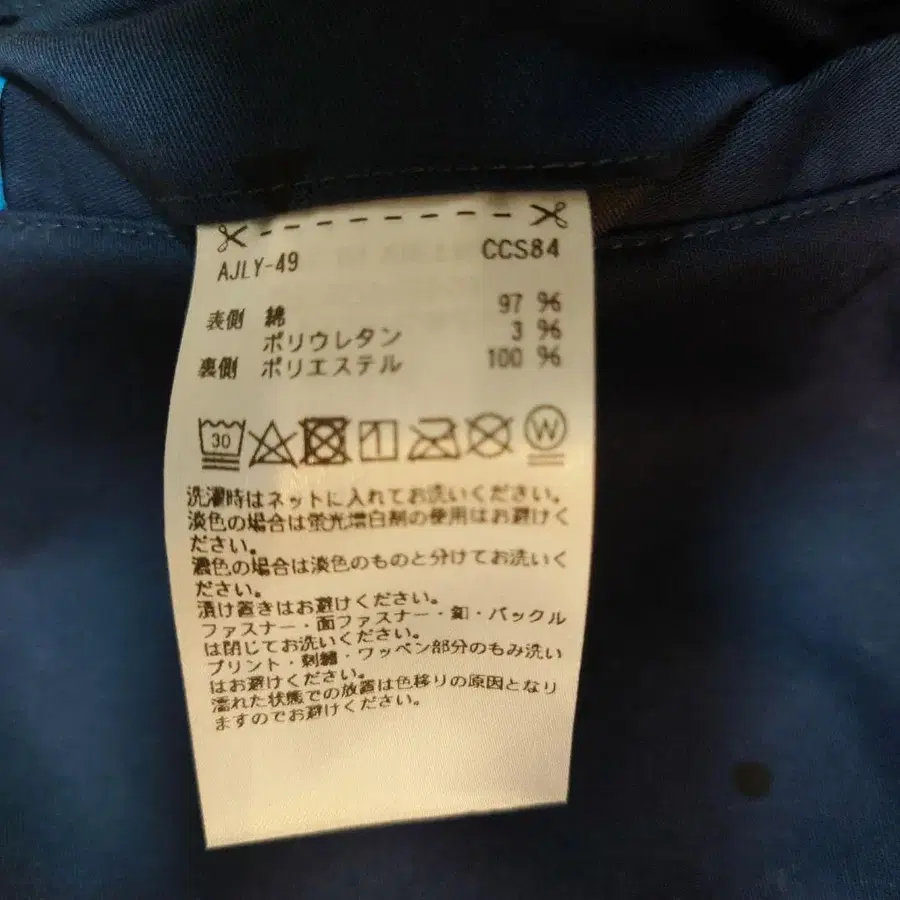 AJLY-49 CCS84
表側 綿 97 %
ポリウレタン 3 %
裏側 ポリエステル 100 %
30 W
洗濯時はネットに入れてお洗いください。
淡色の場合は蛍光増白剤の使用はお避けく
ださい。
濃色の場合は淡色のものと分けてお洗いく
ださい。
漬け置きはお避けください。
ファスナー・面ファスナー・釦・バックル
は閉じてお洗いください。
プリント・刺繍・ワッペン部分のもみ洗い
はお避けください。
濡れた状態での放置は色移りの原因となり
ますのでお避けください。